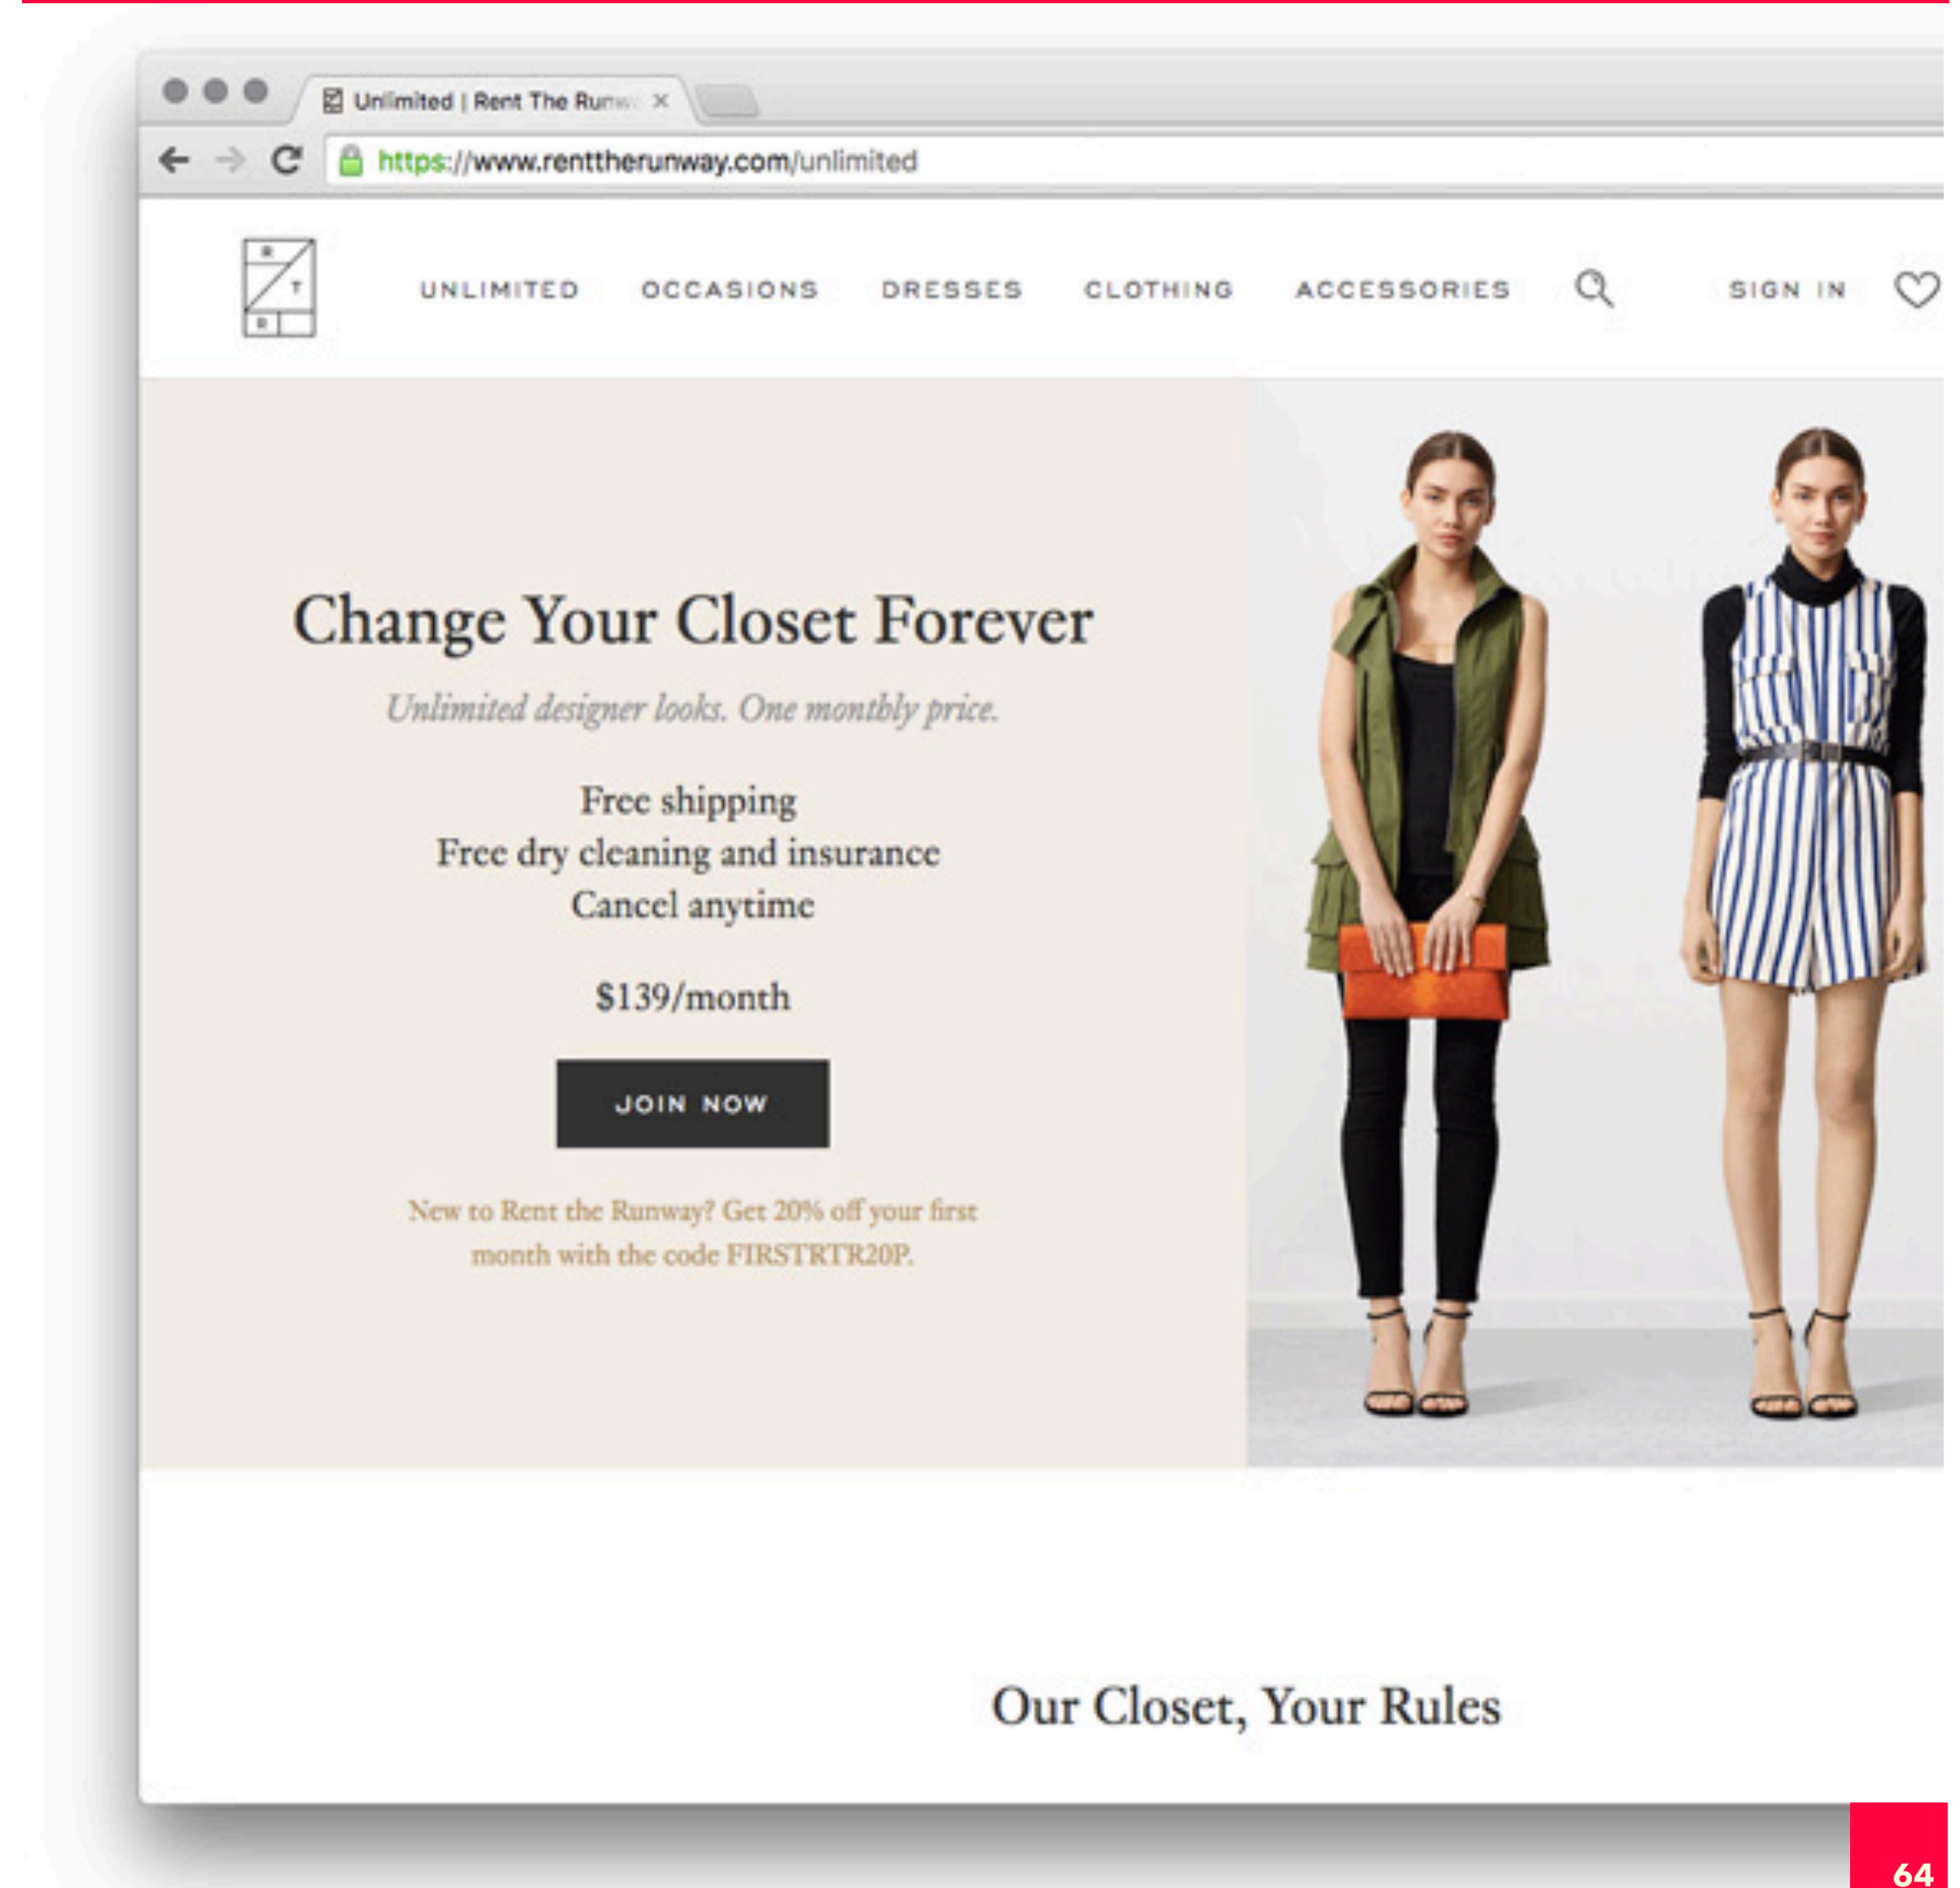 Unlimited | Rent The Runw
https://www.renttherunway.com/unlimited
R
T
R
UNLIMITED OCCASIONS DRESSES CLOTHING ACCESSORIES SIGN IN
Change Your Closet Forever
Unlimited designer looks. One monthly price.
Free shipping
Free dry cleaning and insurance
Cancel anytime
$139/month
JOIN NOW
New to Rent the Runway? Get 20% off your first
month with the code FIRSTRTR20P.
Our Closet, Your Rules
64